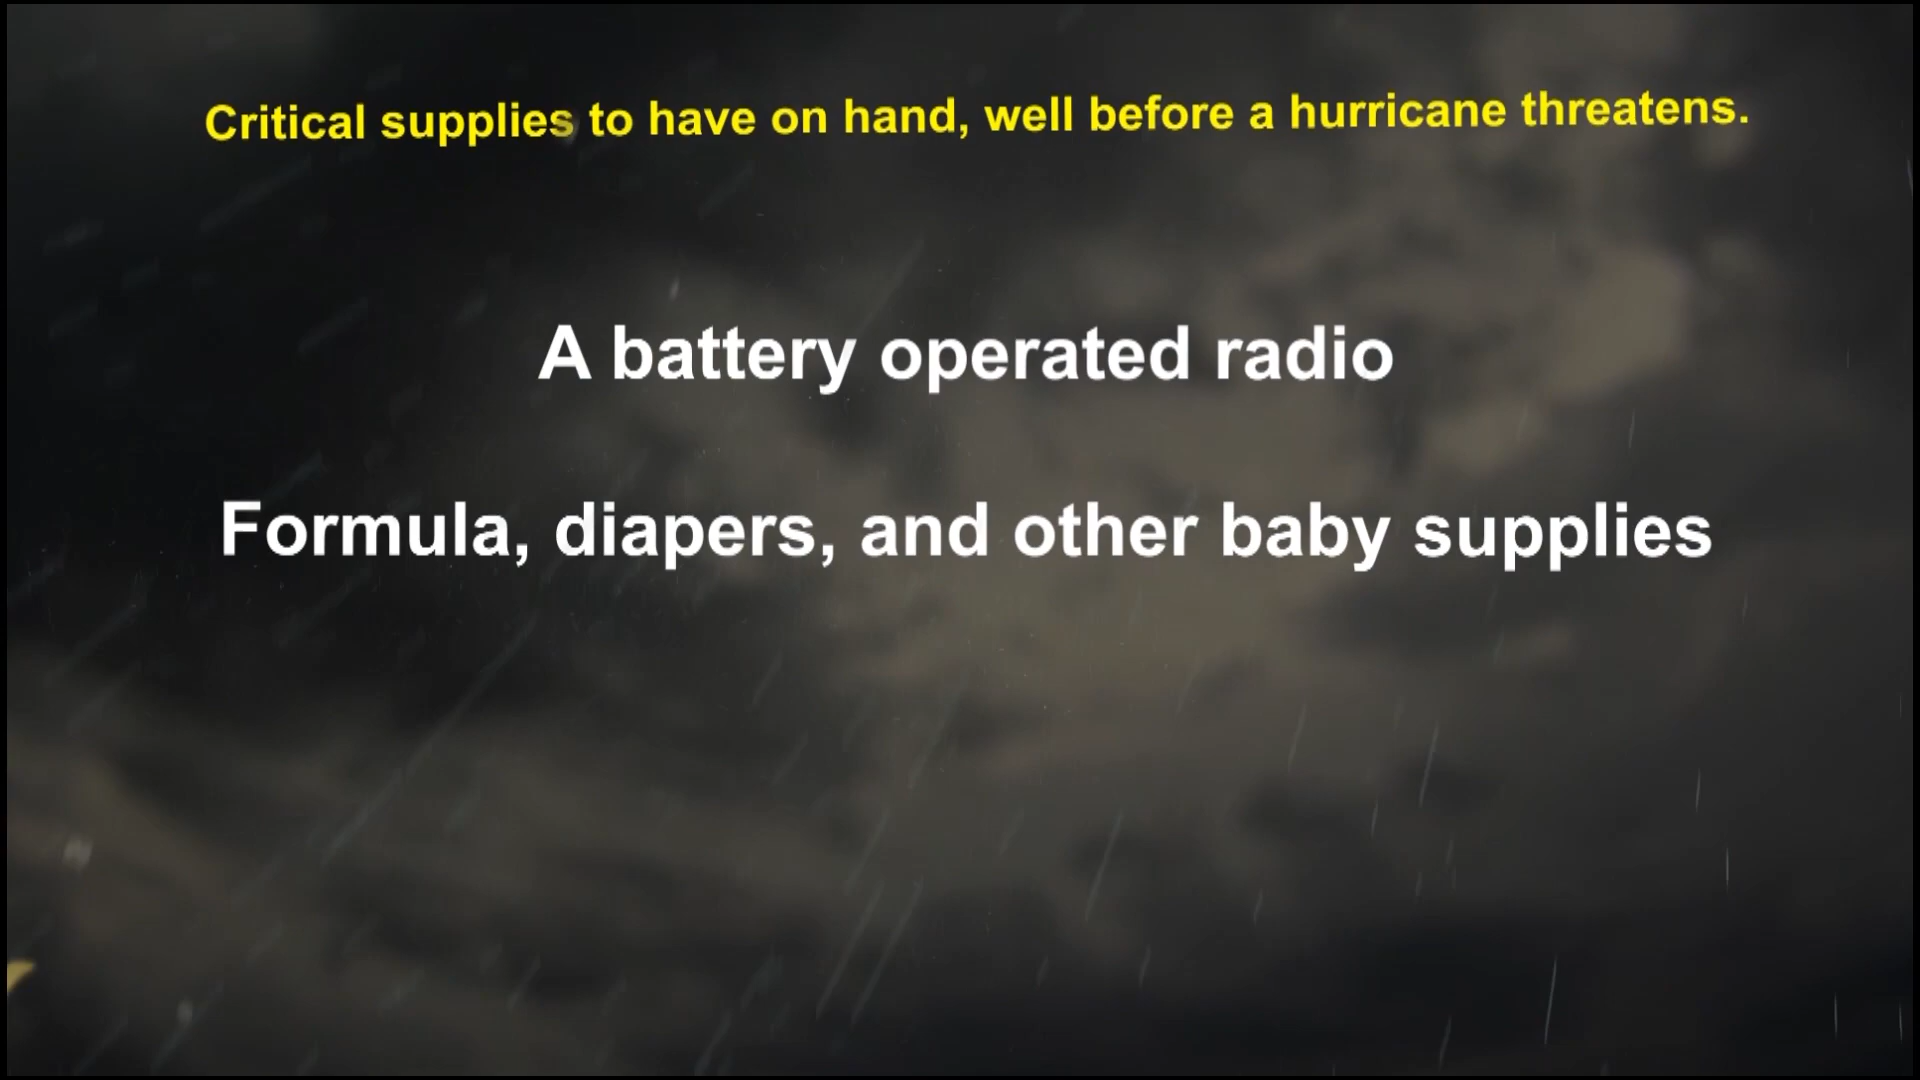 Critical supplies to have on hand, well before a hurricane threatens.
A battery operated radio
Formula, diapers, and other baby supplies